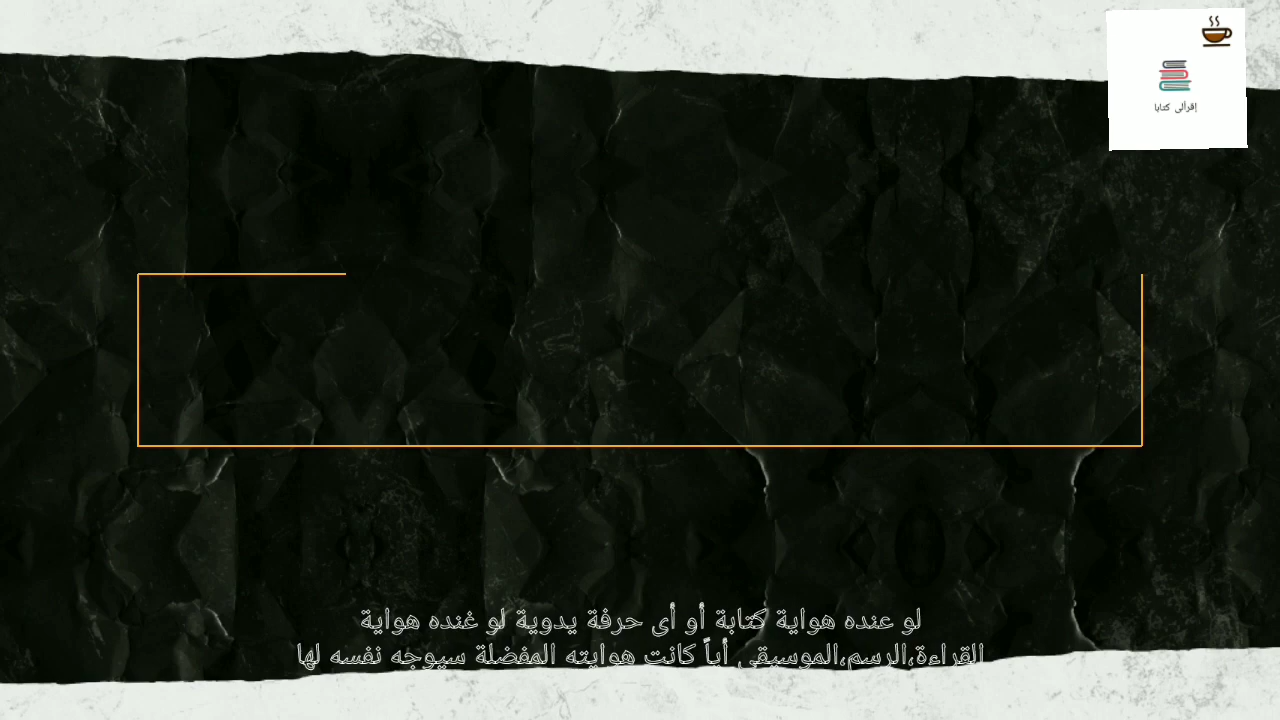 إقرألى كتابا
لو عنده هواية كتابة أو أى حرفة يدوية لو غنده هواية
القراءة،الرسم،الموسيقى أياً كانت هوايته المفضلة سيوجه نفسه لها